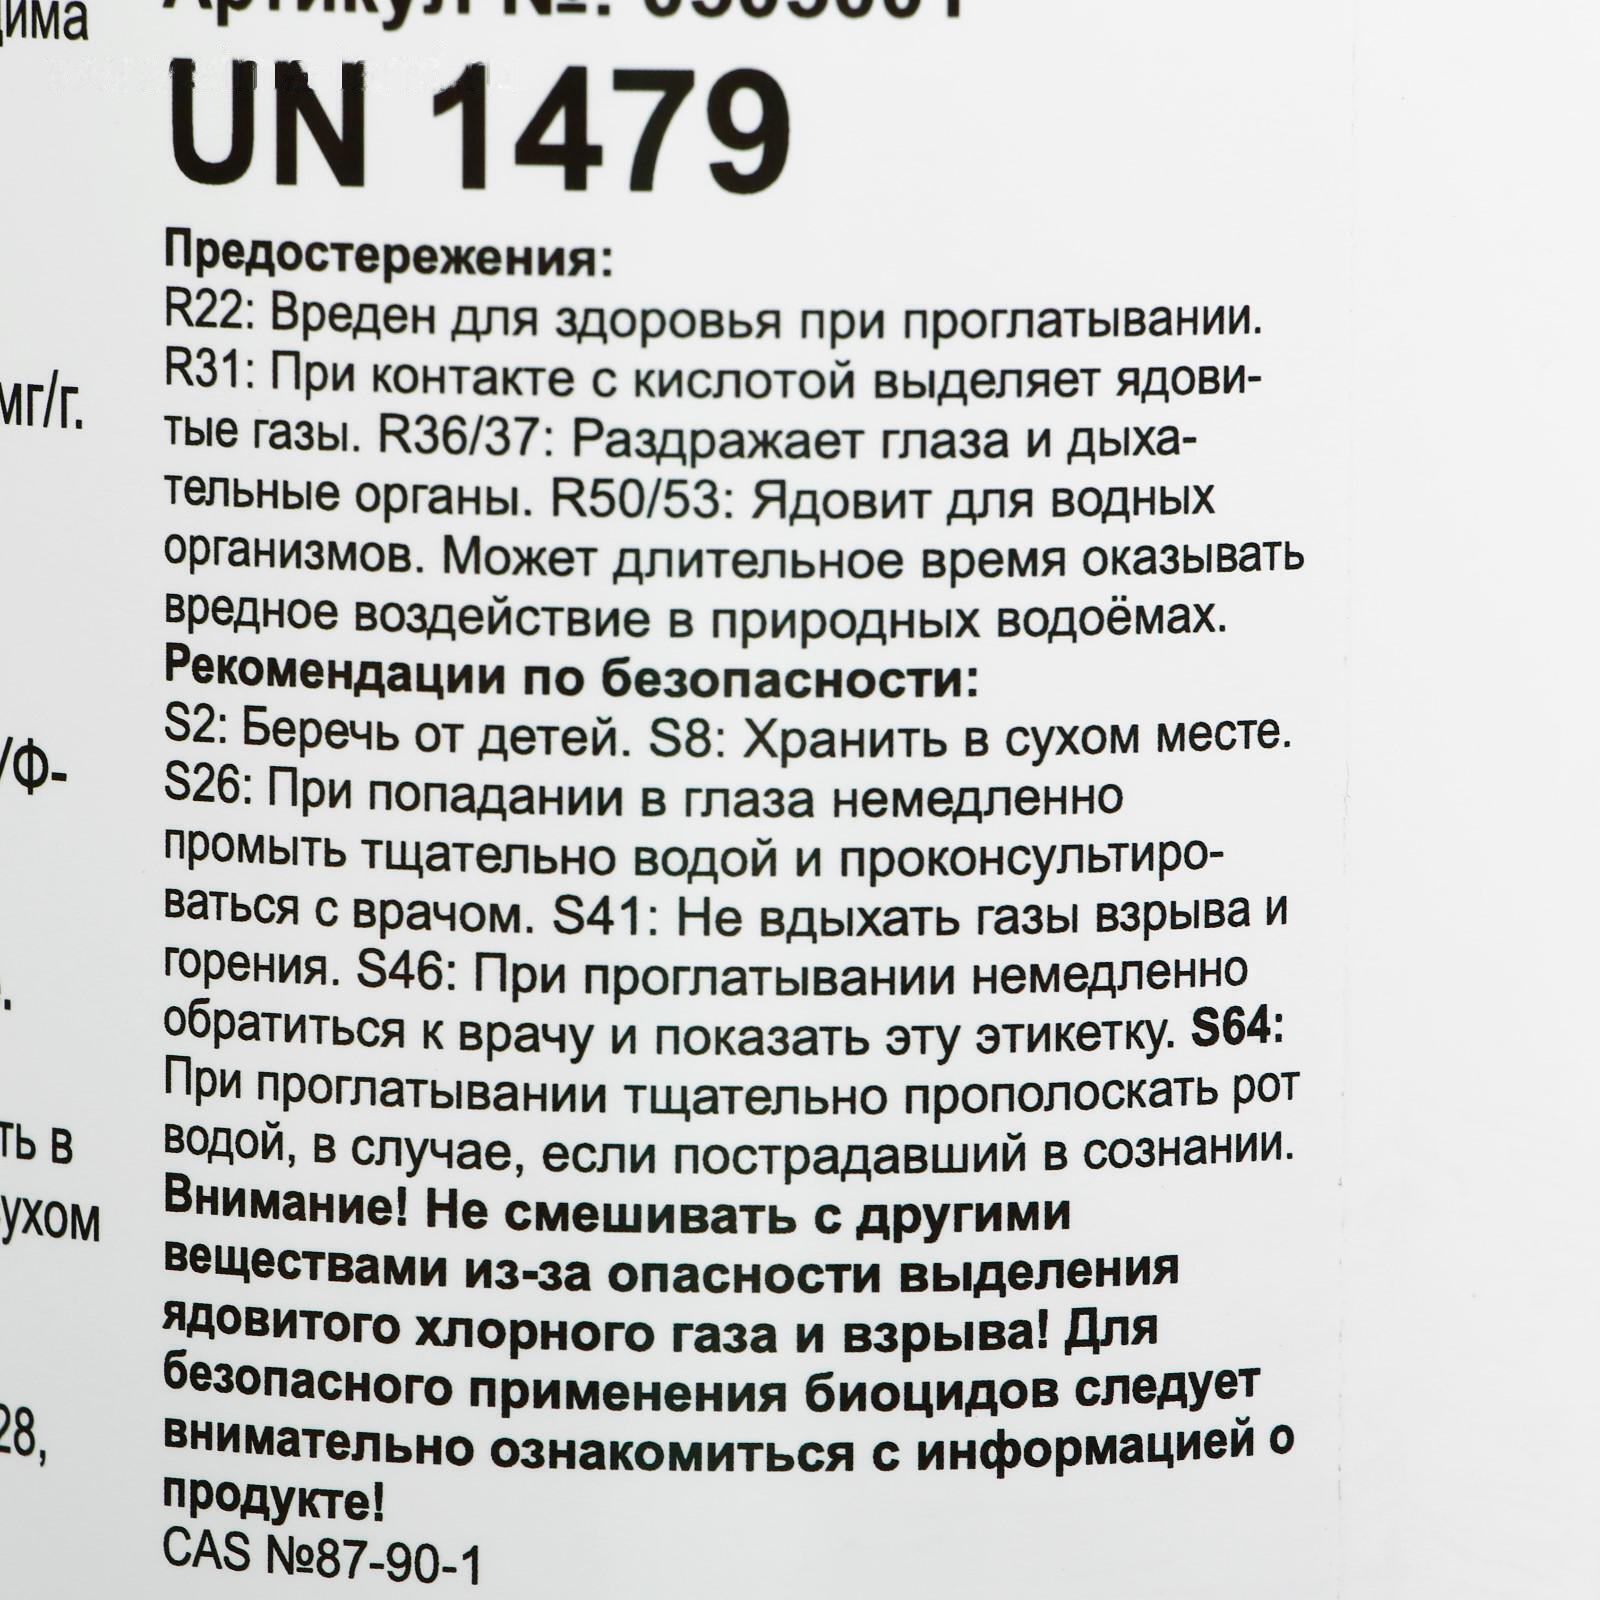 UN 1479
Предостережения:
R22: Вреден для здоровья при проглатывании.
R31: При контакте с кислотой выделяет ядови-
тые газы. R36/37: Раздражает глаза и дыха-
тельные органы. R50/53: Ядовит для водных
организмов. Может длительное время оказывать
вредное воздействие в природных водоёмах.
Рекомендации по безопасности:
S2: Беречь от детей. S8: Хранить в сухом месте.
S26: При попадании в глаза немедленно
промыть тщательно водой и проконсультиро-
ваться с врачом. S41: Не вдыхать газы взрыва и
горения. S46: При проглатывании немедленно
обратиться к врачу и показать эту этикетку. S64:
При проглатывании тщательно прополоскать рот
водой, в случае, если пострадавший в сознании.
Внимание! Не смешивать с другими
веществами из-за опасности выделения
ядовитого хлорного газа и взрыва! Для
безопасного применения биоцидов следует
внимательно ознакомиться с информацией о
продукте!
CAS №87-90-1
мг/г.
ть в
28,